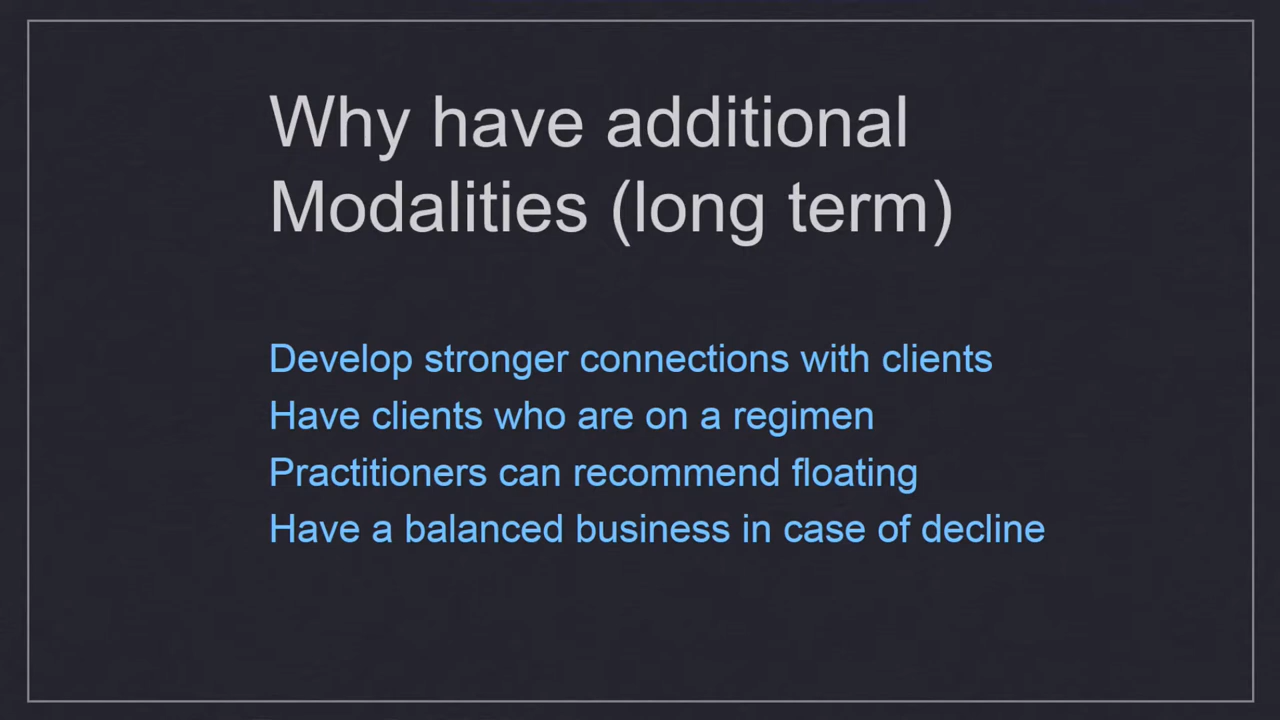 Why have additional
Modalities (long term)
Develop stronger connections with clients
Have clients who are on a regimen
Practitioners can recommend floating
Have a balanced business in case of decline